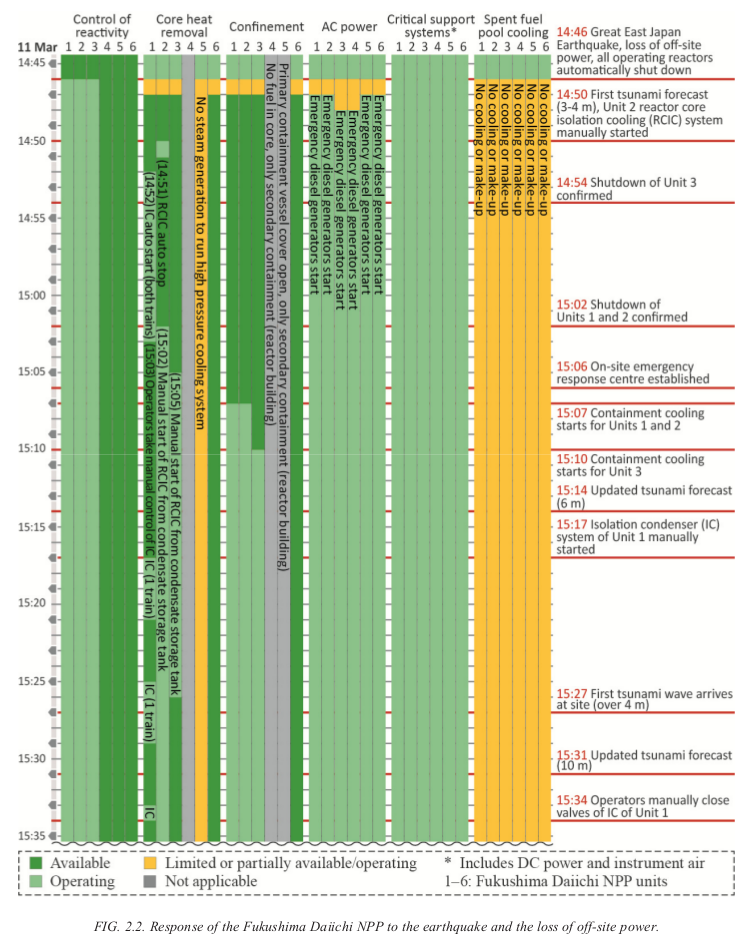 Control of
reactivity
Core heat
removal
Confinement
AC power
Critical support
systems*
Spent fuel
pool cooling
11 Mar
1 2 3 4 5 6
1 2 3 4 5 6
1 2 3 4 5 6
1 2 3 4 5 6
1 2 3 4 5 6
1 2 3 4 5 6
14:45
14:50
14:55
15:00
15:05
15:10
15:15
15:20
15:25
15:30
15:35
(14:52) IC auto start (both trains)
(15:03) Operators take manual control of IC
IC (1 train)
IC (1 train)
IC
(14:51) RCIC auto stop
(15:02) Manual start of RCIC from condensate storage tank
(15:05) Manual start of RCIC from condensate storage tank
No steam generation to run high pressure cooling system
No fuel in core, only secondary containment (reactor building)
Primary containment vessel cover open, only secondary containment (reactor building)
Emergency diesel generators start
Emergency diesel generators start
Emergency diesel generators start
Emergency diesel generators start
Emergency diesel generators start
Emergency diesel generators start
No cooling or make-up
No cooling or make-up
No cooling or make-up
No cooling or make-up
No cooling or make-up
No cooling or make-up
14:46 Great East Japan
Earthquake, loss of off-site
power, all operating reactors
automatically shut down
14:50 First tsunami forecast
(3-4 m), Unit 2 reactor core
isolation cooling (RCIC) system
manually started
14:54 Shutdown of Unit 3
confirmed
15:02 Shutdown of
Units 1 and 2 confirmed
15:06 On-site emergency
response centre established
15:07 Containment cooling
starts for Units 1 and 2
15:10 Containment cooling
starts for Unit 3
15:14 Updated tsunami forecast
(6 m)
15:17 Isolation condenser (IC)
system of Unit 1 manually
started
15:27 First tsunami wave arrives
at site (over 4 m)
15:31 Updated tsunami forecast
(10 m)
15:34 Operators manually close
valves of IC of Unit 1
Available
Operating
Limited or partially available/operating
Not applicable
* Includes DC power and instrument air
1–6: Fukushima Daiichi NPP units
FIG. 2.2. Response of the Fukushima Daiichi NPP to the earthquake and the loss of off-site power.